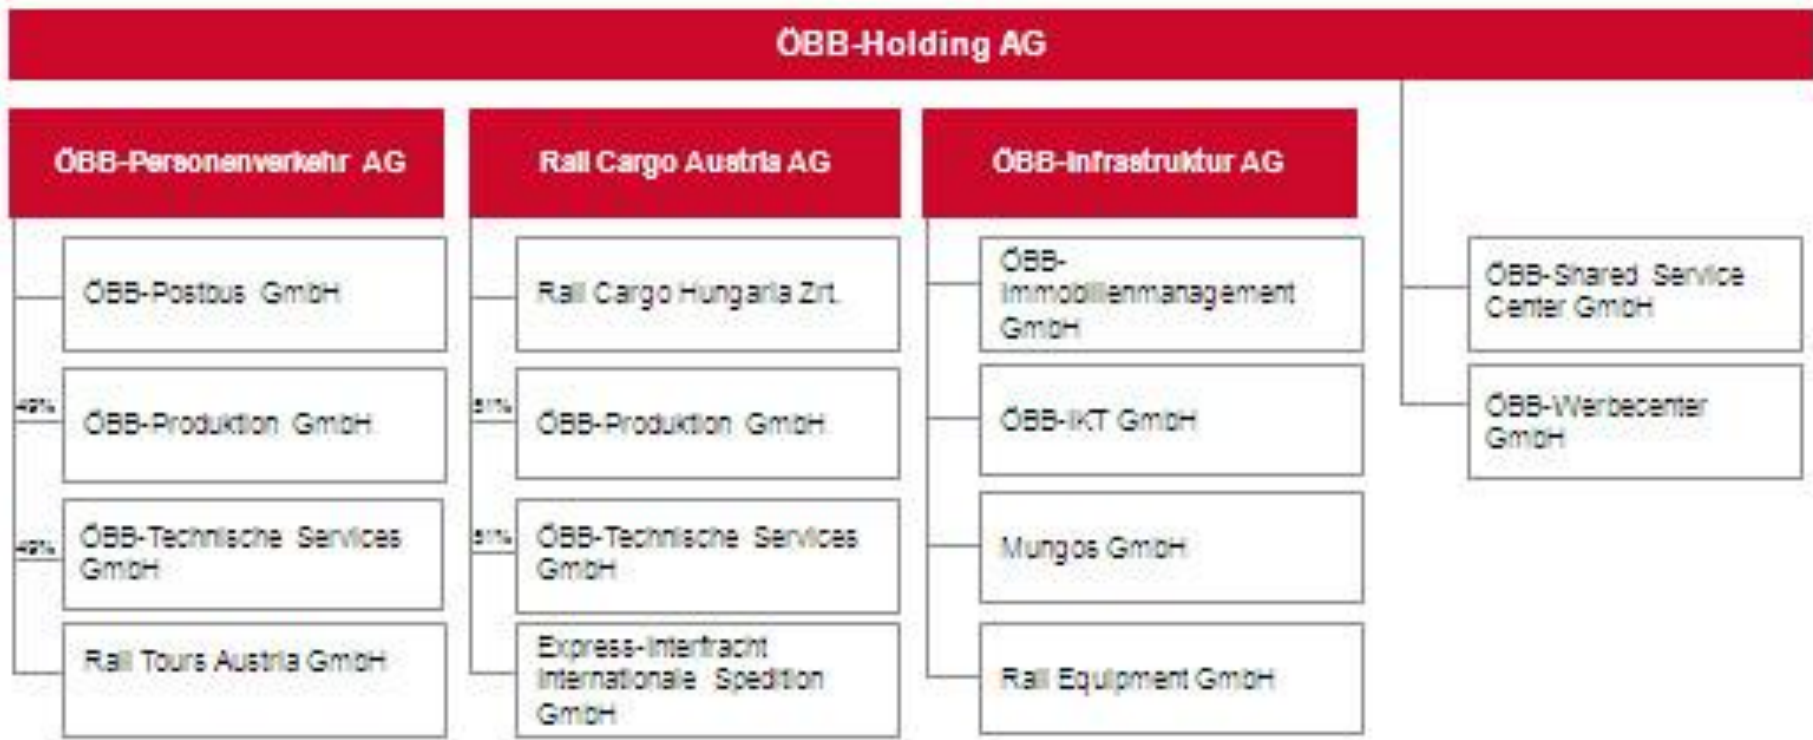 ÖBB-Holding AG
ÖBB-Personenverkehr AG
ÖBB-Postbus GmbH
49%
ÖBB-Produktion GmbH
49%
ÖBB-Technische Services
GmbH
Rail Tours Austria GmbH
Rail Cargo Austria AG
Rail Cargo Hungaria Zrt.
51%
ÖBB-Produktion GmbH
51%
ÖBB-Technische Services
GmbH
Express-Interfracht
Internationale Spedition
GmbH
ÖBB-Infrastruktur AG
ÖBB-
Immobilienmanagement
GmbH
ÖBB-IKT GmbH
Mungos GmbH
Rail Equipment GmbH
ÖBB-Shared Service
Center GmbH
ÖBB-Werbecenter
GmbH